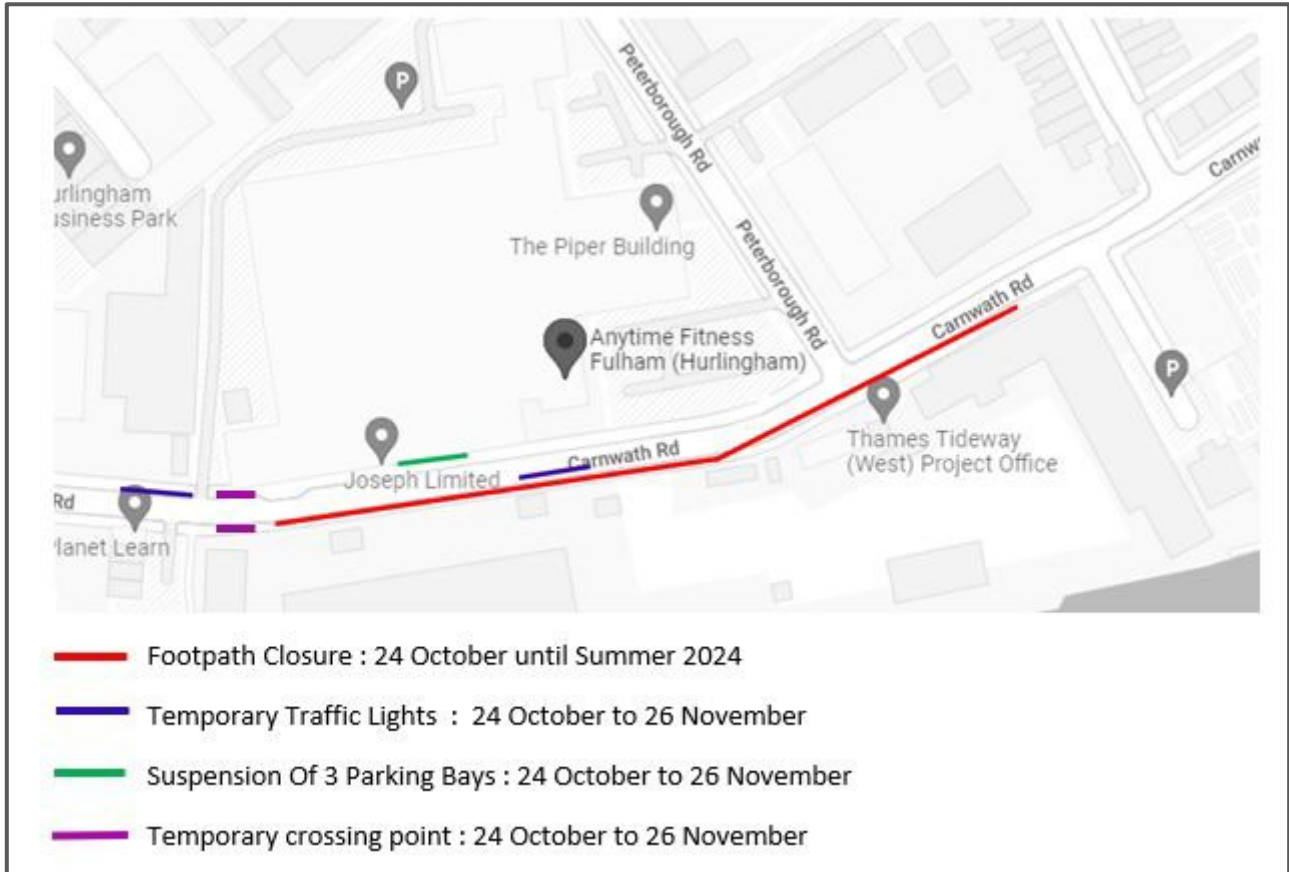 P
Peterborough Rd
Carnw
urlingham
usiness Park
The Piper Building
Peterborough Rd
Carnwath Rd
Anytime Fitness
Fulham (Hurlingham)
P
Carnwath Rd
Thames Tideway
(West) Project Office
Joseph Limited
Rd
lanet Learn
Footpath Closure : 24 October until Summer 2024
Temporary Traffic Lights : 24 October to 26 November
Suspension Of 3 Parking Bays : 24 October to 26 November
Temporary crossing point : 24 October to 26 November